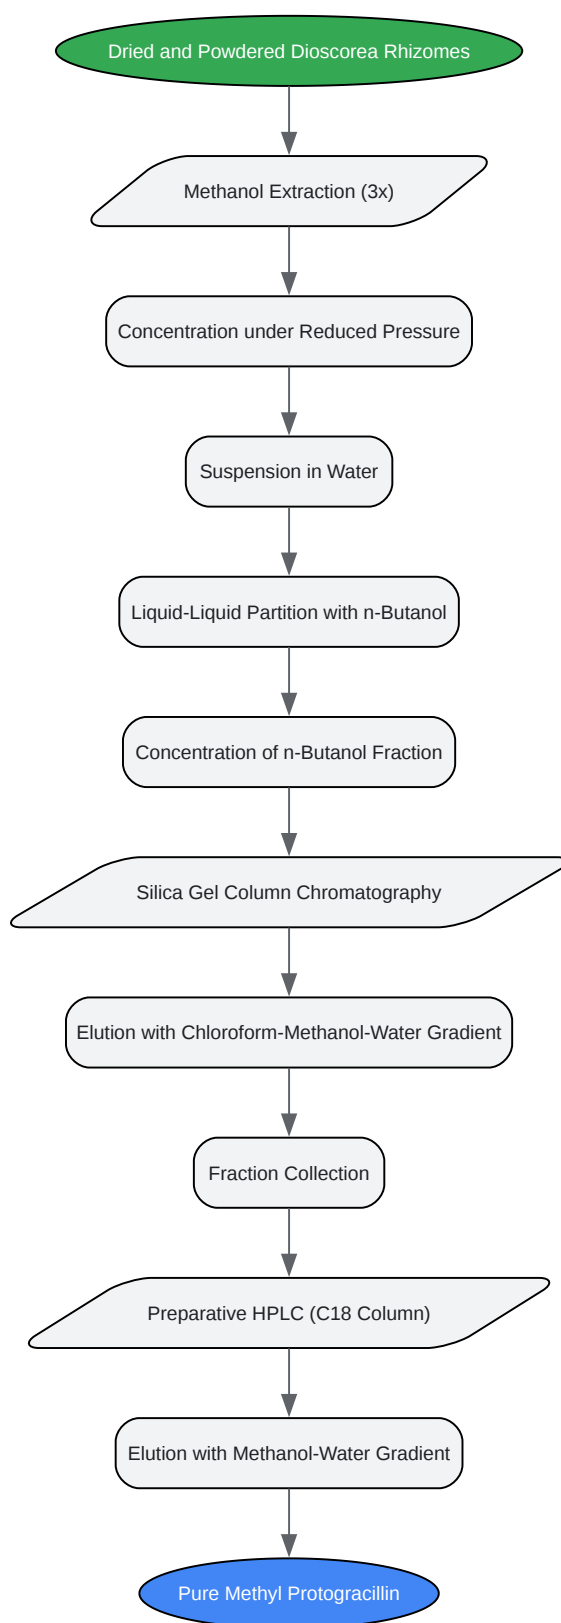 Dried and Powdered Dioscorea Rhizomes
Methanol Extraction (3x)
Concentration under Reduced Pressure
Suspension in Water
Liquid-Liquid Partition with n-Butanol
Concentration of n-Butanol Fraction
Silica Gel Column Chromatography
Elution with Chloroform-Methanol-Water Gradient
Fraction Collection
Preparative HPLC (C18 Column)
Elution with Methanol-Water Gradient
Pure Methyl Protogracillin